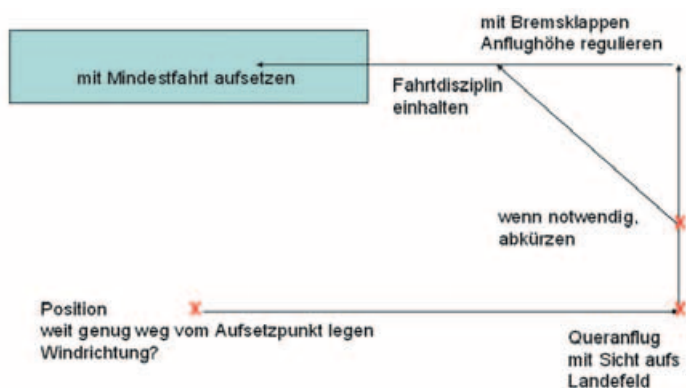 mit Bremsklappen
Anflughöhe regulieren
mit Mindestfahrt aufsetzen
Fahrtdisziplin
einhalten
wenn notwendig,
abkürzen
Position
weit genug weg vom Aufsetzpunkt legen
Windrichtung?
Queranflug
mit Sicht aufs
Landefeld